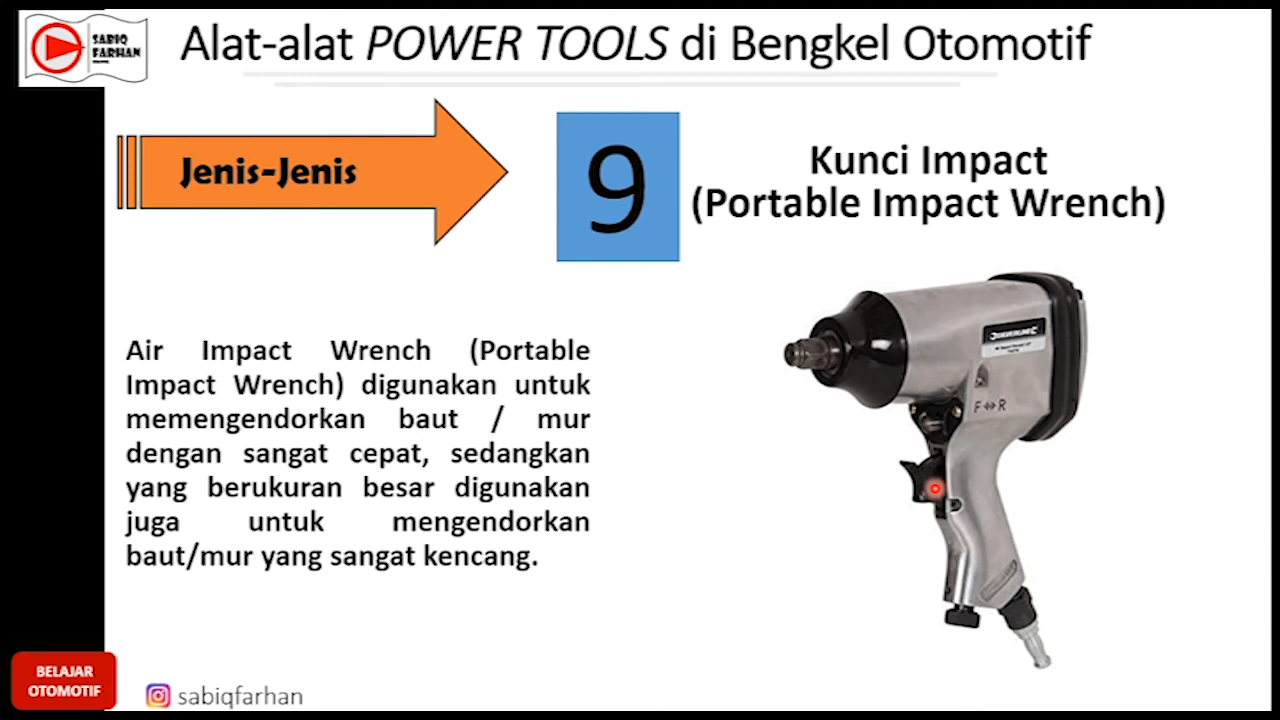 SABIQ
FARHAN
Alat-alat POWER TOOLS di Bengkel Otomotif
Jenis-Jenis
9
Kunci Impact
(Portable Impact Wrench)
Air Impact Wrench (Portable
Impact Wrench) digunakan untuk
memengendorkan baut / mur
dengan sangat cepat, sedangkan
yang berukuran besar digunakan
juga untuk mengendorkan
baut/mur yang sangat kencang.
SILVERLINE
F R
BELAJAR
OTOMOTIF
sabiqfarhan